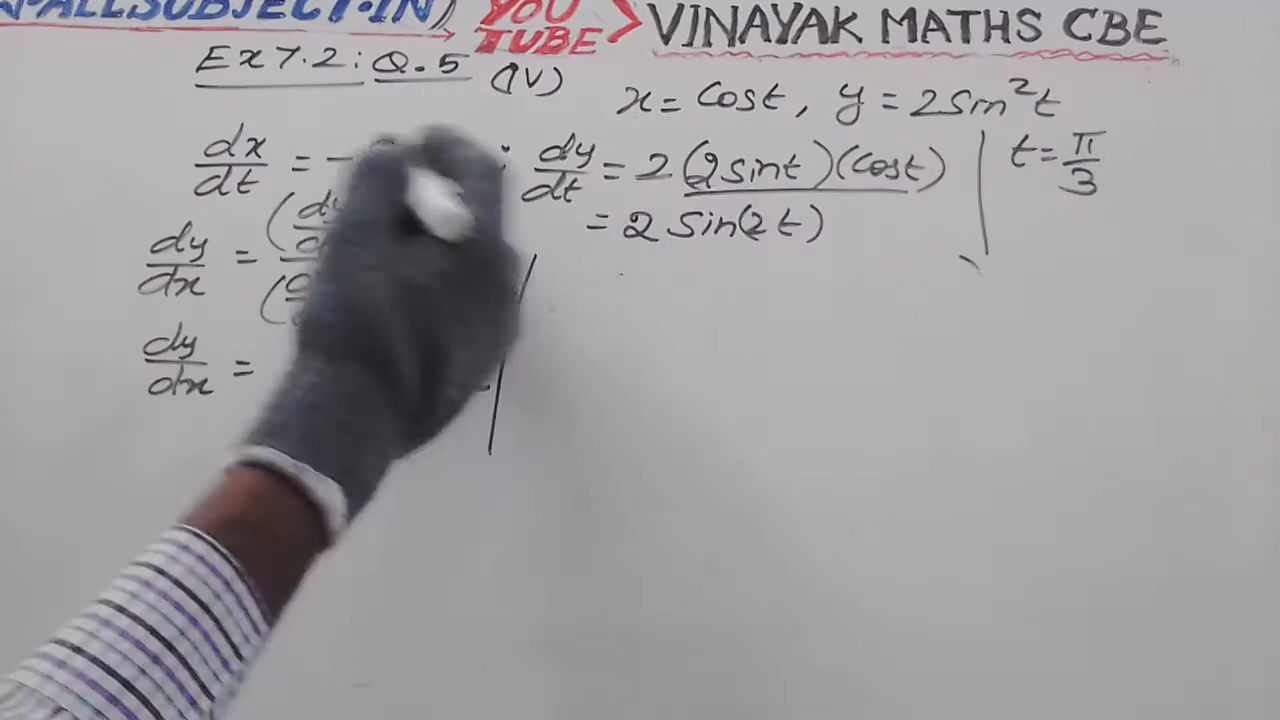 ALLSUBJECT·IN) YOU TUBE > VINAYAK MATHS CBE
Ex 7.2 : Q.5 (IV)
x = Cost, y = 2Sin²t
dx/dt = - ; dy/dt = 2(2sint)(cost) | t = π/3
= 2 Sin(2t)
dy/dx = (dy
dy/dx =